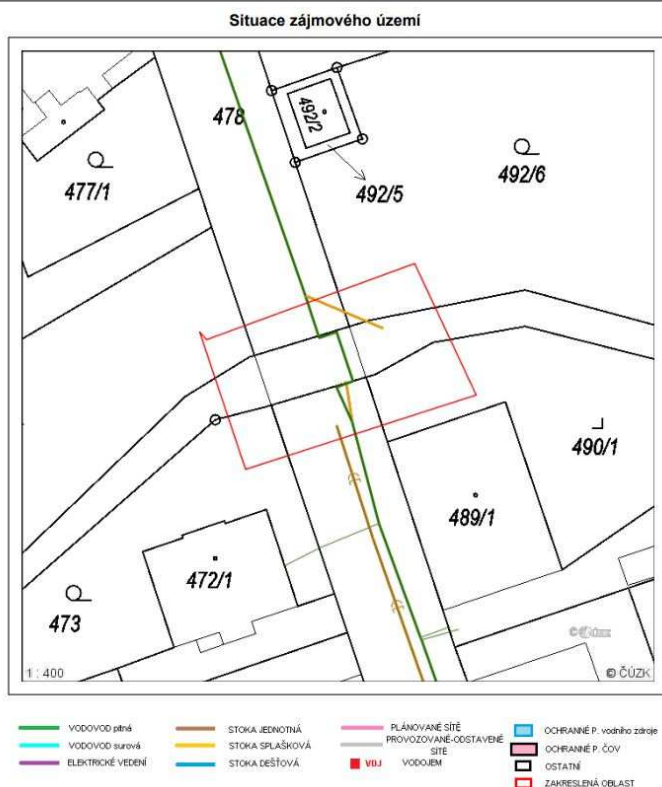 Situace zájmového území
478
492/2
477/1
492/5
492/6
490/1
489/1
472/1
473
1 : 400
© ČÚZK
VODOVOD pitná
VODOVOD surová
ELEKTRICKÉ VEDENÍ
STOKA JEDNOTNÁ
STOKA SPLAŠKOVÁ
STOKA DEŠŤOVÁ
PLÁNOVANÉ SÍTĚ
PROVOZOVANÉ-ODSTAVENÉ
SÍTĚ
VDJ VODOJEM
OCHRANNÉ P. vodního zdroje
OCHRANNÉ P. ČOV
OSTATNÍ
ZAKRESLENÁ OBLAST